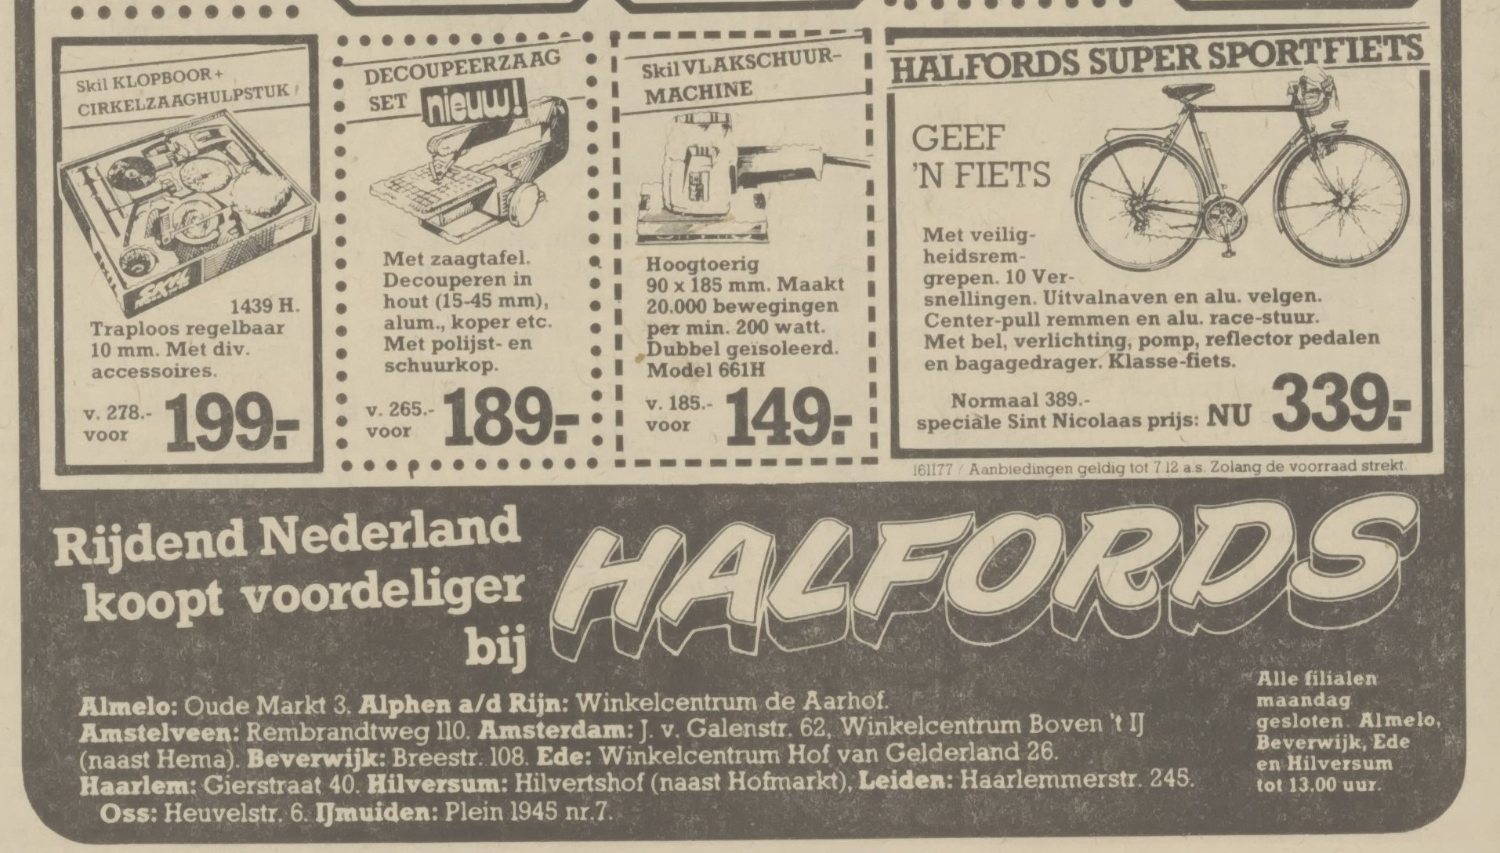 Skil KLOPBOOR +
CIRKELZAAGHULPSTUK
1439 H.
Traploos regelbaar
10 mm. Met div.
accessoires.
v. 278.-
voor
199.-
DECOUPEERZAAG
SET nieuw!
Met zaagtafel.
Decouperen in
hout (15-45 mm),
alum., koper etc.
Met polijst- en
schuurkop.
v. 265.-
voor
189.-
Skil VLAKSCHUUR-
MACHINE
Hoogtoerig
90 x 185 mm. Maakt
20.000 bewegingen
per min. 200 watt.
Dubbel geïsoleerd.
Model 661H
v. 185.-
voor
149.-
HALFORDS SUPER SPORTFIETS
GEEF
'N FIETS
Met veilig-
heidsrem-
grepen. 10 Ver-
snellingen. Uitvalnaven en alu. velgen.
Center-pull remmen en alu. race-stuur.
Met bel, verlichting, pomp, reflector pedalen
en bagagedrager. Klasse-fiets.
Normaal 389.-
speciale Sint Nicolaas prijs: NU 339.-
161177 / Aanbiedingen geldig tot 7.12 a.s. Zolang de voorraad strekt.
Rijdend Nederland
koopt voordeliger
bij
HALFORDS
Almelo: Oude Markt 3. Alphen a/d Rijn: Winkelcentrum de Aarhof.
Amstelveen: Rembrandtweg 110. Amsterdam: J. v. Galenstr. 62, Winkelcentrum Boven 't IJ
(naast Hema). Beverwijk: Breestr. 108. Ede: Winkelcentrum Hof van Gelderland 26.
Haarlem: Gierstraat 40. Hilversum: Hilvertshof (naast Hofmarkt), Leiden: Haarlemmerstr. 245.
Oss: Heuvelstr. 6. IJmuiden: Plein 1945 nr.7.
Alle filialen
maandag
gesloten. Almelo,
Beverwijk, Ede
en Hilversum
tot 13.00 uur.